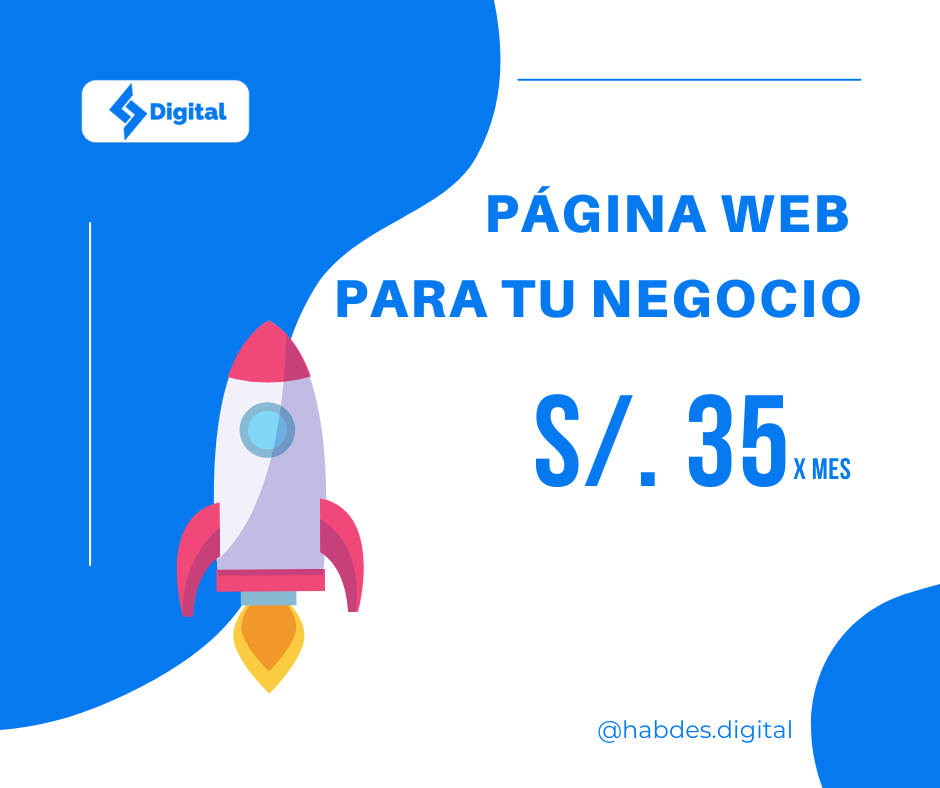 Digital
PÁGINA WEB
PARA TU NEGOCIO
S/. 35 X MES
@habdes.digital